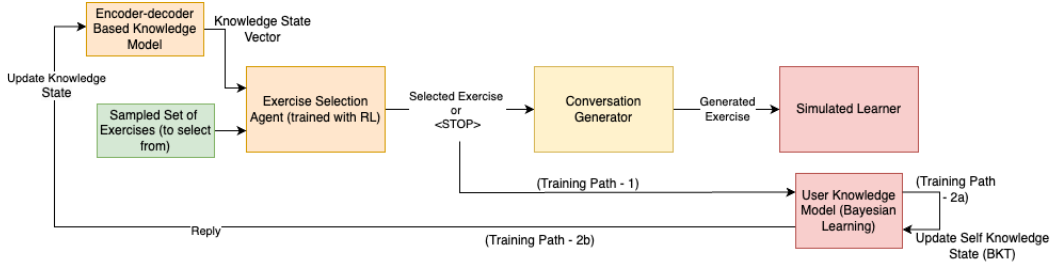 Encoder-decoder
Based Knowledge
Model
Knowledge State
Vector
Update Knowledge
State
Sampled Set of
Exercises (to select
from)
Exercise Selection
Agent (trained with RL)
Selected Exercise
or
<STOP>
Conversation
Generator
Generated
Exercise
Simulated Learner
(Training Path - 1)
User Knowledge
Model (Bayesian
Learning)
(Training Path
- 2a)
Update Self Knowledge
State (BKT)
Reply
(Training Path - 2b)